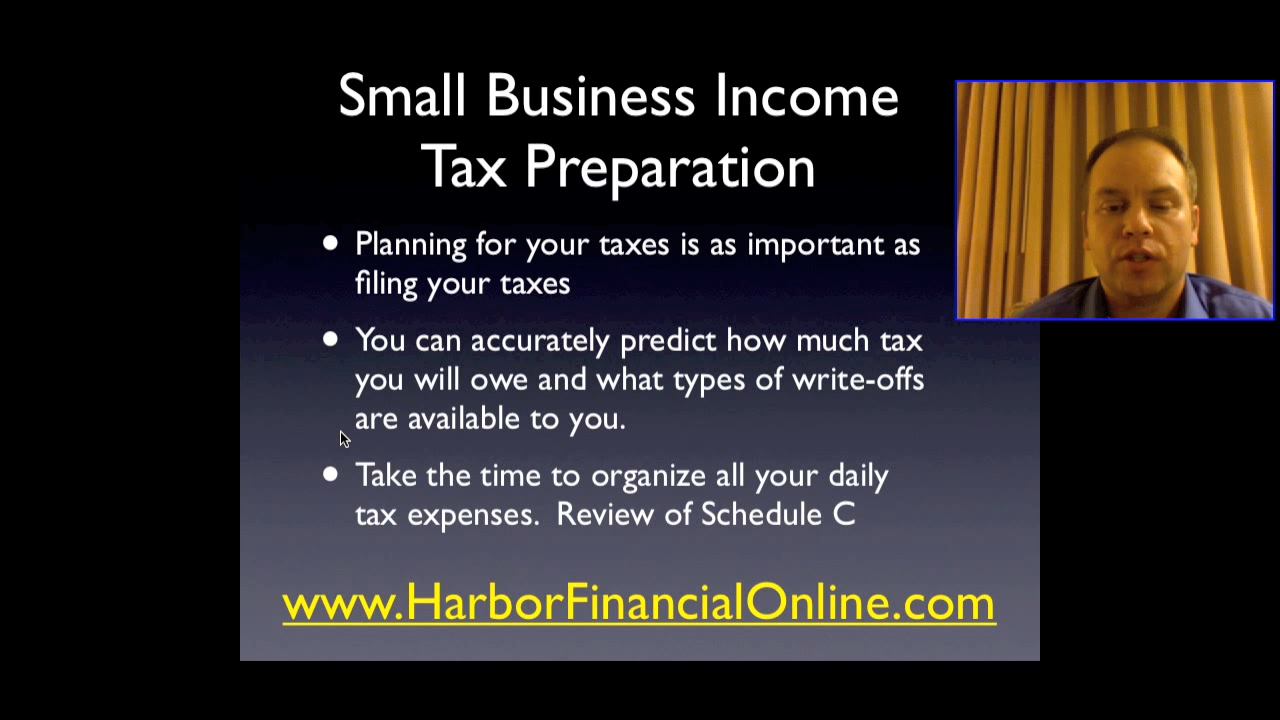 Small Business Income
Tax Preparation
• Planning for your taxes is as important as
filing your taxes
• You can accurately predict how much tax
you will owe and what types of write-offs
are available to you.
• Take the time to organize all your daily
tax expenses.  Review of Schedule C
www.HarborFinancialOnline.com